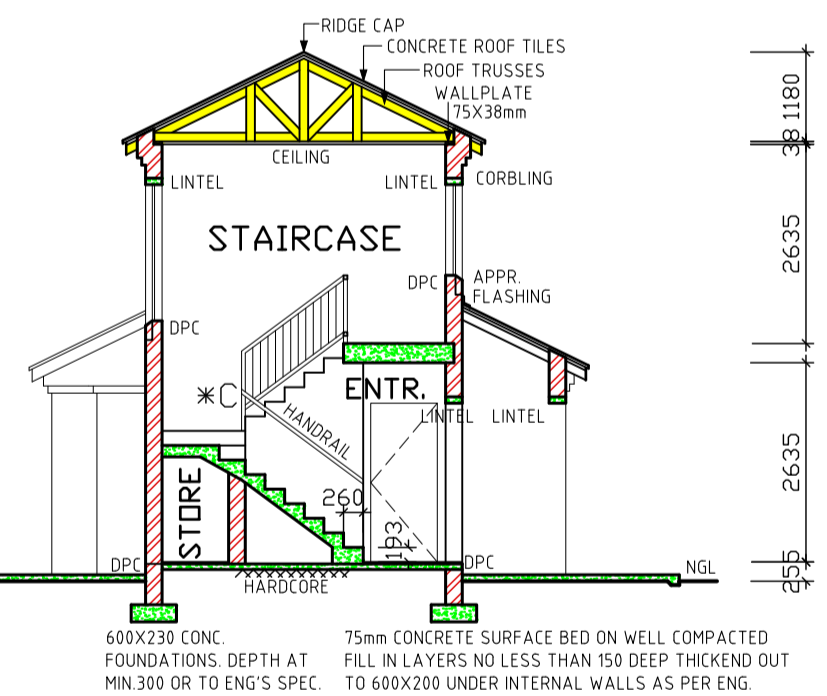 RIDGE CAP
CONCRETE ROOF TILES
ROOF TRUSSES
WALLPLATE
75X38mm
1180
38
CEILING
LINTEL
LINTEL
CORBLING
STAIRCASE
2635
DPC
APPR.
FLASHING
DPC
ENTR.
*C
HANDRAIL
LINTEL
LINTEL
2635
STORE
260
193
DPC
DPC
NGL
255
HARDCORE
600X230 CONC.
FOUNDATIONS. DEPTH AT
MIN.300 OR TO ENG'S SPEC.
75mm CONCRETE SURFACE BED ON WELL COMPACTED
FILL IN LAYERS NO LESS THAN 150 DEEP THICKEND OUT
TO 600X200 UNDER INTERNAL WALLS AS PER ENG.